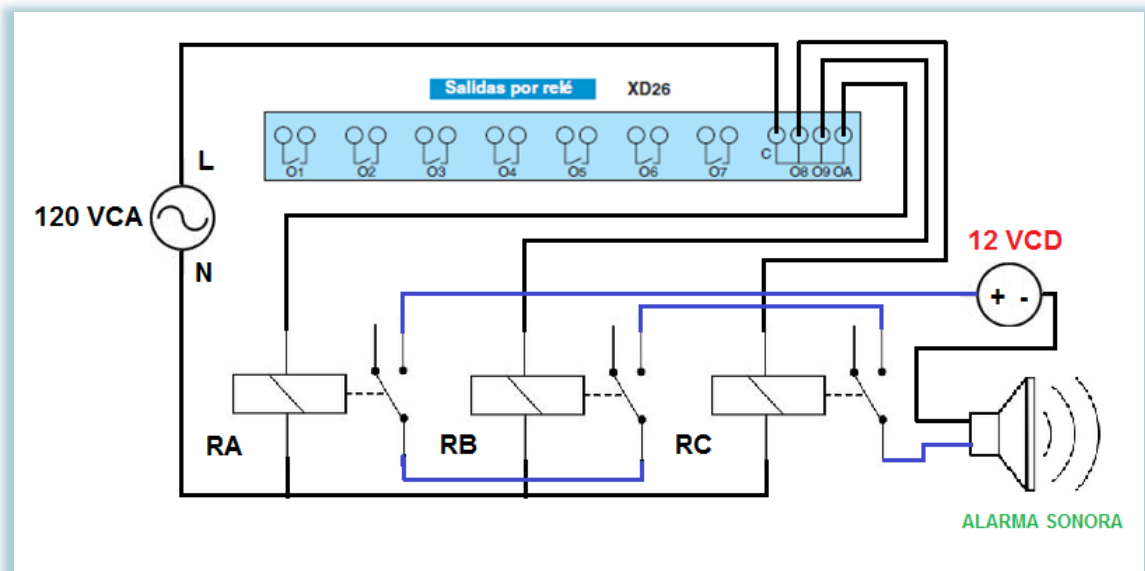 Salidas por relé XD26
C
O1 O2 O3 O4 O5 O6 O7 O8 O9 OA
L
120 VCA
N
12 VCD
+ -
RA RB RC
ALARMA SONORA